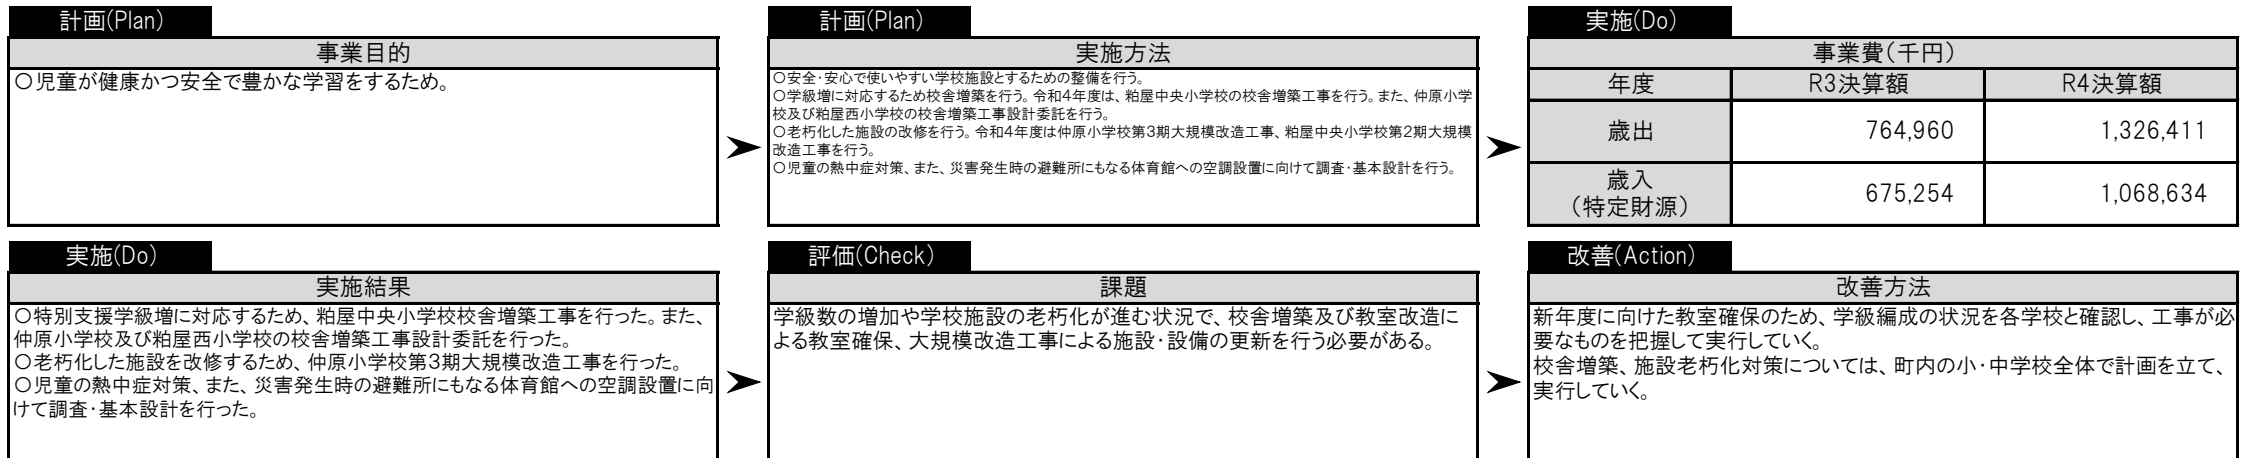 計画(Plan)
事業目的
○児童が健康かつ安全で豊かな学習をするため。
計画(Plan)
実施方法
○安全・安心で使いやすい学校施設とするための整備を行う。
○学級増に対応するため校舎増築を行う。令和4年度は、粕屋中央小学校の校舎増築工事を行う。また、仲原小学
校及び粕屋西小学校の校舎増築工事設計委託を行う。
○老朽化した施設の改修を行う。令和4年度は仲原小学校第3期大規模改造工事、粕屋中央小学校第2期大規模
改造工事を行う。
○児童の熱中症対策、また、災害発生時の避難所にもなる体育館への空調設置に向けて調査・基本設計を行う。
実施(Do)
事業費(千円)
年度 R3決算額 R4決算額
歳出 764,960 1,326,411
歳入
(特定財源) 675,254 1,068,634
実施(Do)
実施結果
○特別支援学級増に対応するため、粕屋中央小学校校舎増築工事を行った。また、
仲原小学校及び粕屋西小学校の校舎増築工事設計委託を行った。
○老朽化した施設を改修するため、仲原小学校第3期大規模改造工事を行った。
○児童の熱中症対策、また、災害発生時の避難所にもなる体育館への空調設置に向
けて調査・基本設計を行った。
評価(Check)
課題
学級数の増加や学校施設の老朽化が進む状況で、校舎増築及び教室改造に
よる教室確保、大規模改造工事による施設・設備の更新を行う必要がある。
改善(Action)
改善方法
新年度に向けた教室確保のため、学級編成の状況を各学校と確認し、工事が必
要なものを把握して実行していく。
校舎増築、施設老朽化対策については、町内の小・中学校全体で計画を立て、
実行していく。